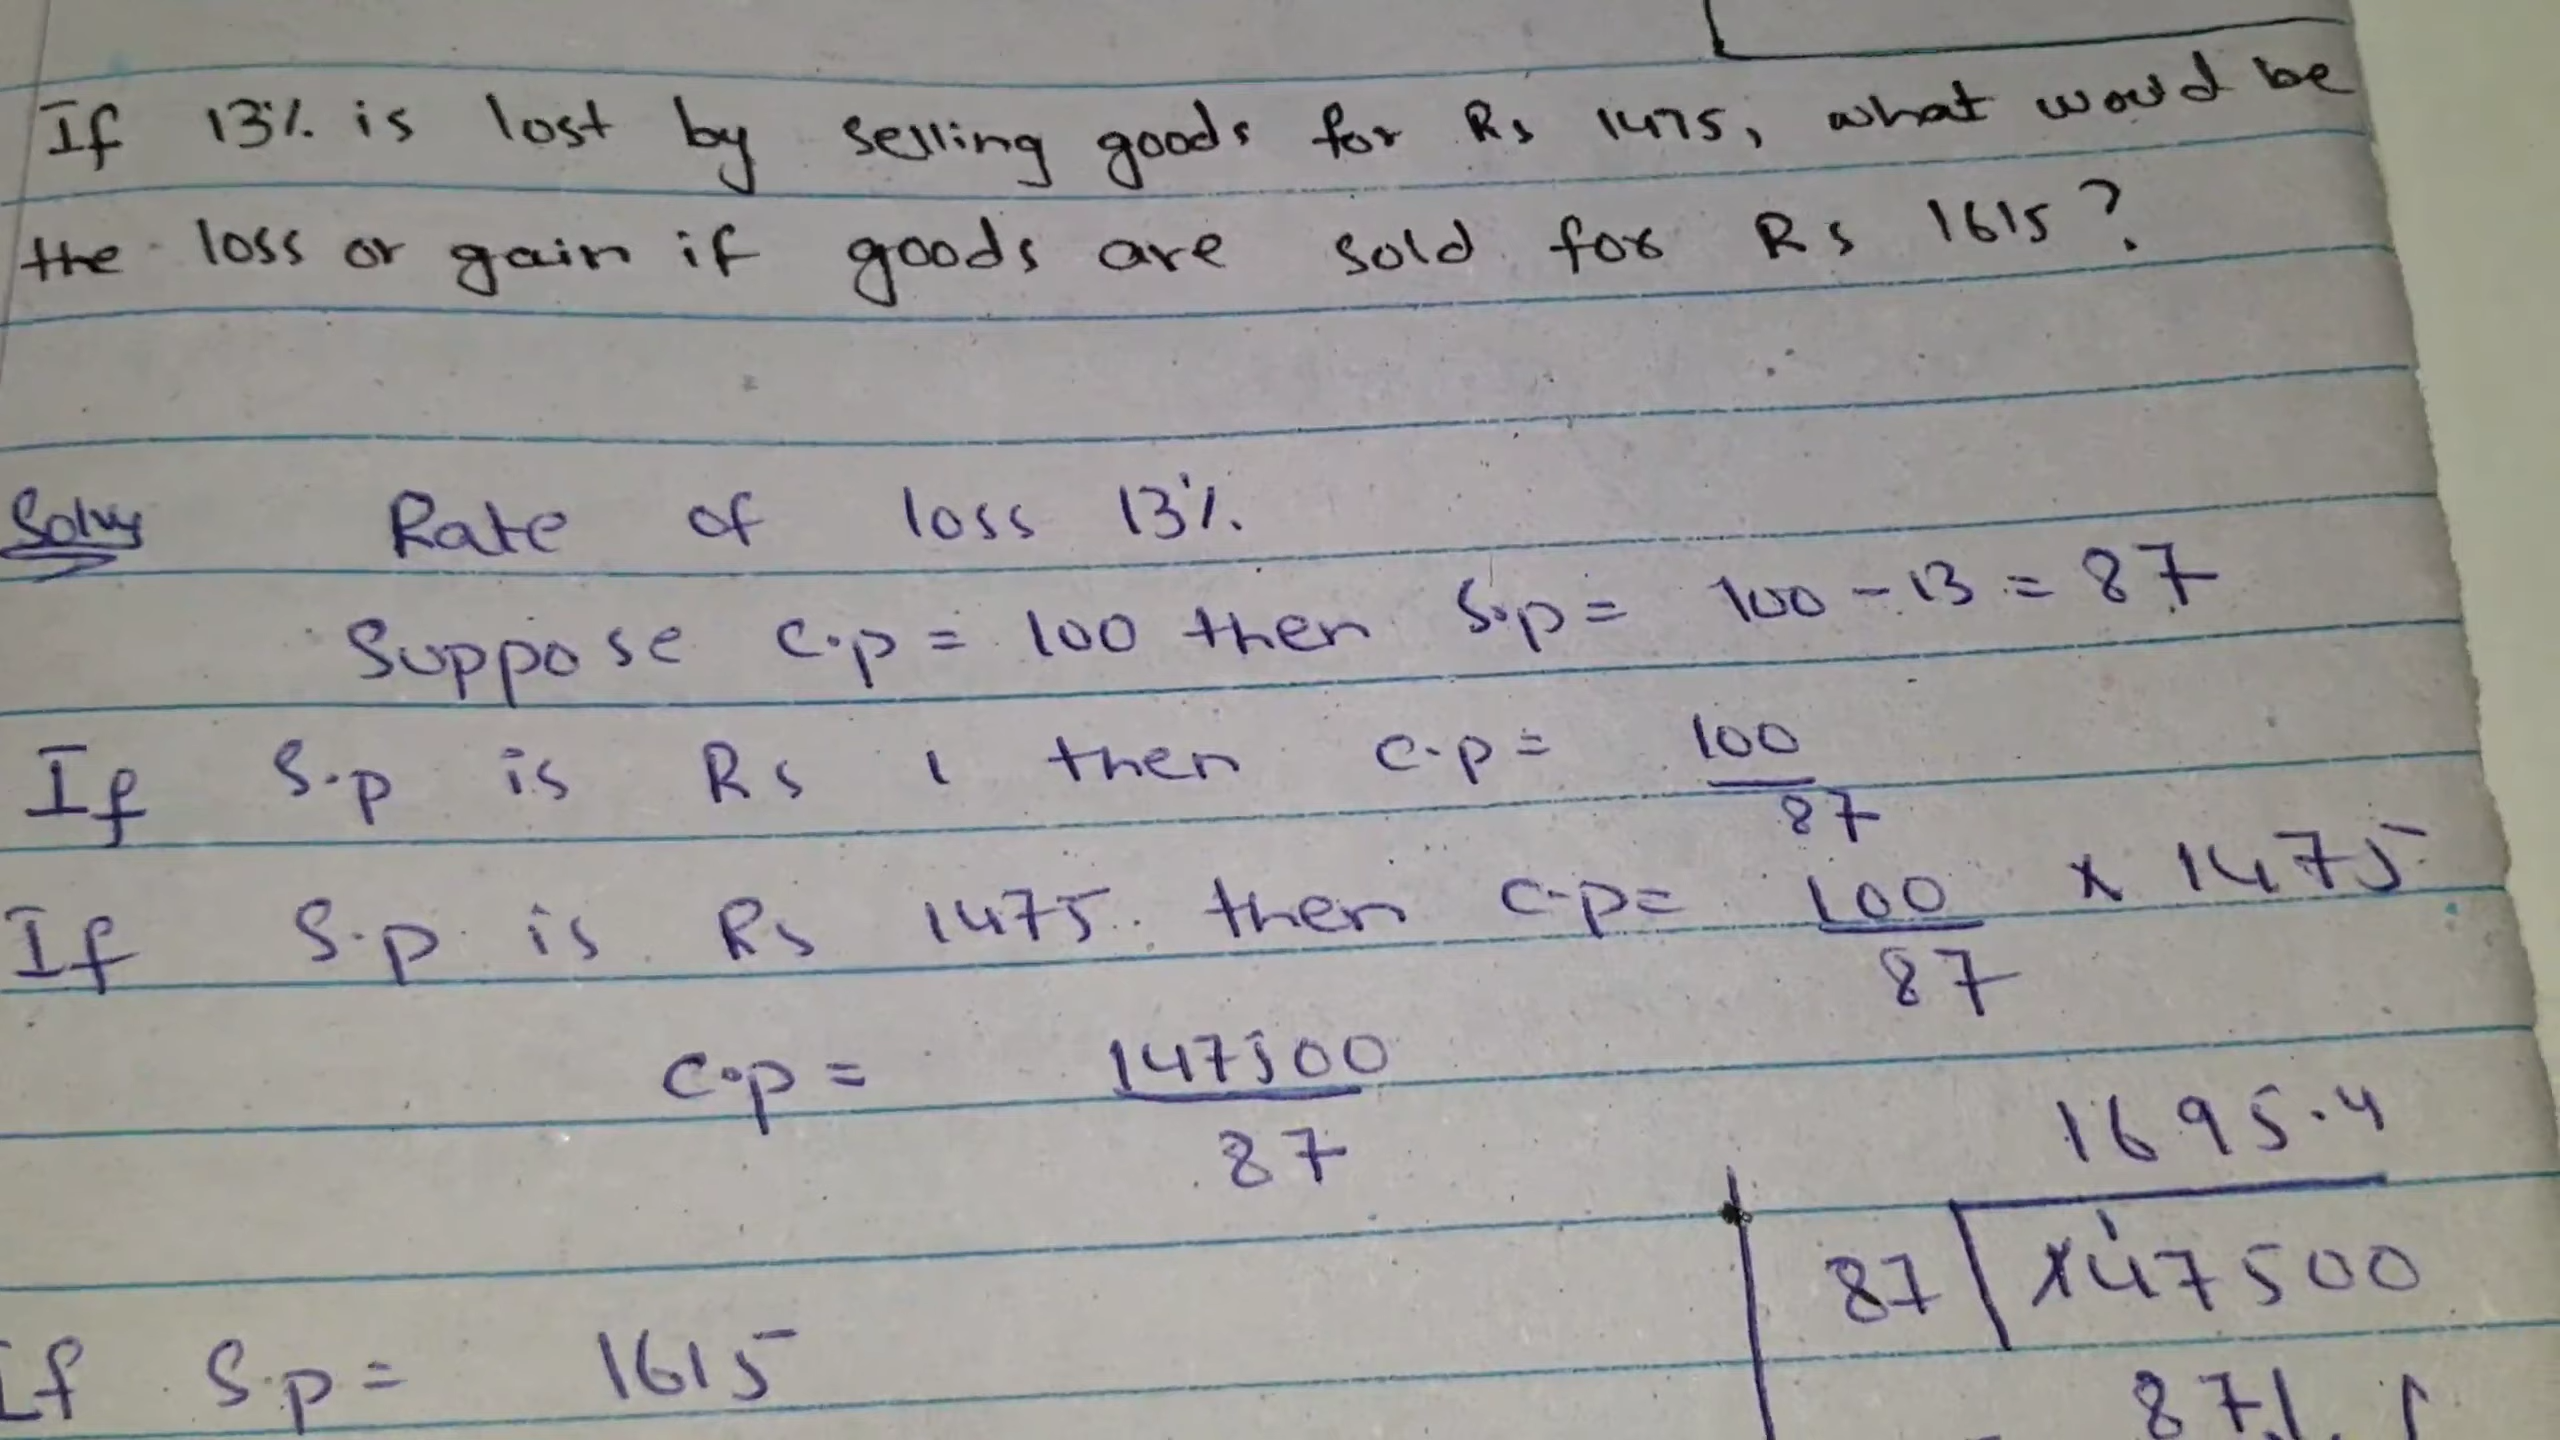 If 13% is lost by selling goods for Rs 1475, what would be
the loss or gain if goods are sold for Rs 1615?
Rate of loss 13%.
Suppose C.p = 100 then S.p = 100 - 13 = 87
If S.p is Rs 1 then C.p = 100/87
If S.p is Rs 1475 then C.p = 100/87 x 1475
C.p = 147500/87
1695.4
87 147500
If S.p = 1615
87